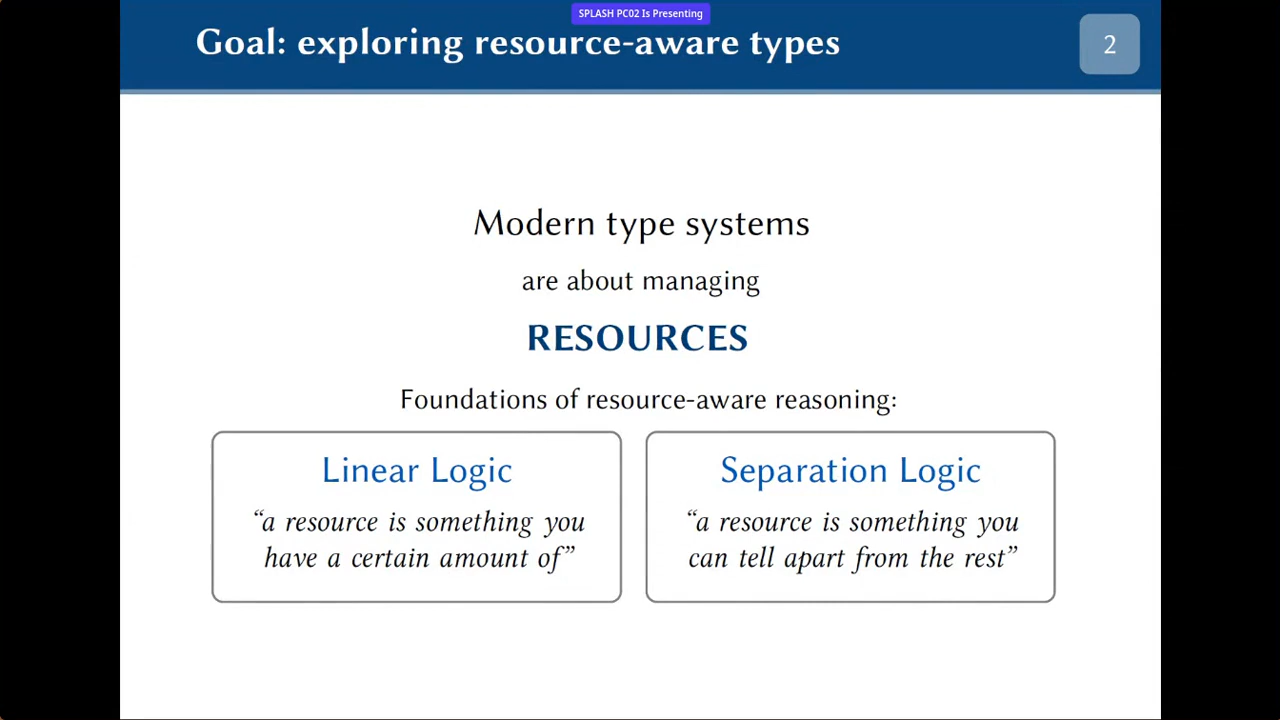 SPLASH PC02 Is Presenting
Goal: exploring resource-aware types
2
Modern type systems
are about managing
RESOURCES
Foundations of resource-aware reasoning:
Linear Logic
“a resource is something you
have a certain amount of”
Separation Logic
“a resource is something you
can tell apart from the rest”